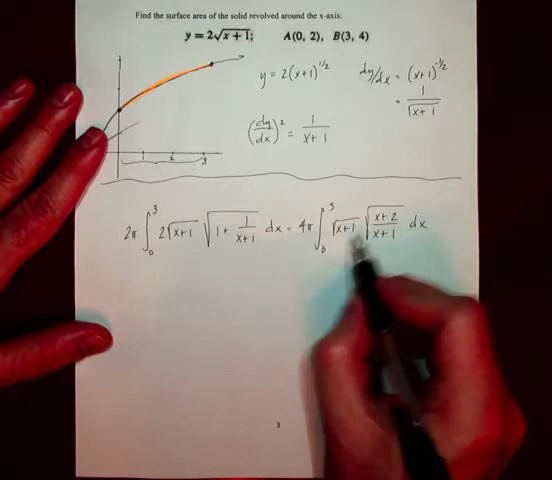 Find the surface area of the solid revolved around the x-axis:
y = 2√(x+1); A(0, 2), B(3, 4)
y = 2(x+1)^(1/2) dy/dx = (x+1)^(-1/2)
= 1/√(x+1)
(dy/dx)² = 1/(x+1)
1 2 3
2π ∫₀³ 2√(x+1) √(1 + 1/(x+1)) dx = 4π ∫₀³ √(x+1) √((x+2)/(x+1)) dx
3